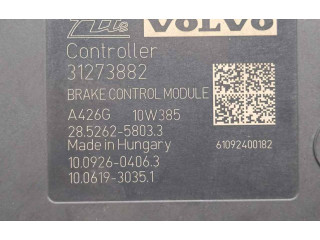 Ate VOLVO
Controller
31273882
BRAKE CONTROL MODULE
A426G 10W385
28.5262-5803.3
Made in Hungary 61092400182
10.0926-0406.3
10.0619-3035.1